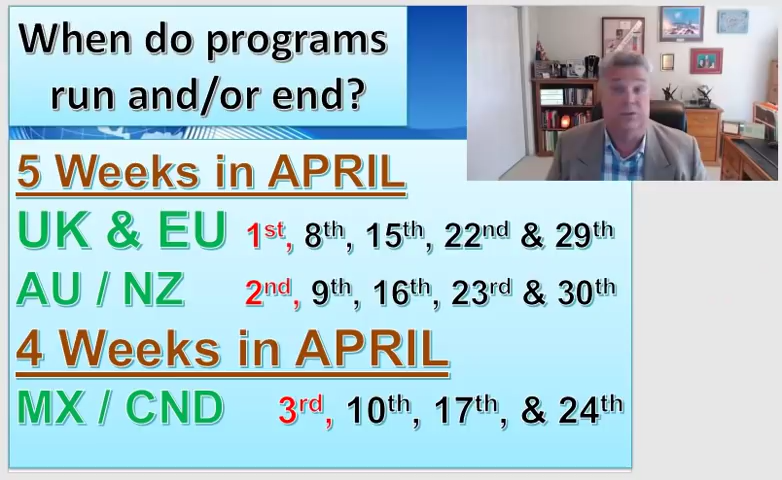 When do programs
run and/or end?
5 Weeks in APRIL
UK & EU 1st, 8th, 15th, 22nd & 29th
AU / NZ 2nd, 9th, 16th, 23rd & 30th
4 Weeks in APRIL
MX / CND 3rd, 10th, 17th, & 24th